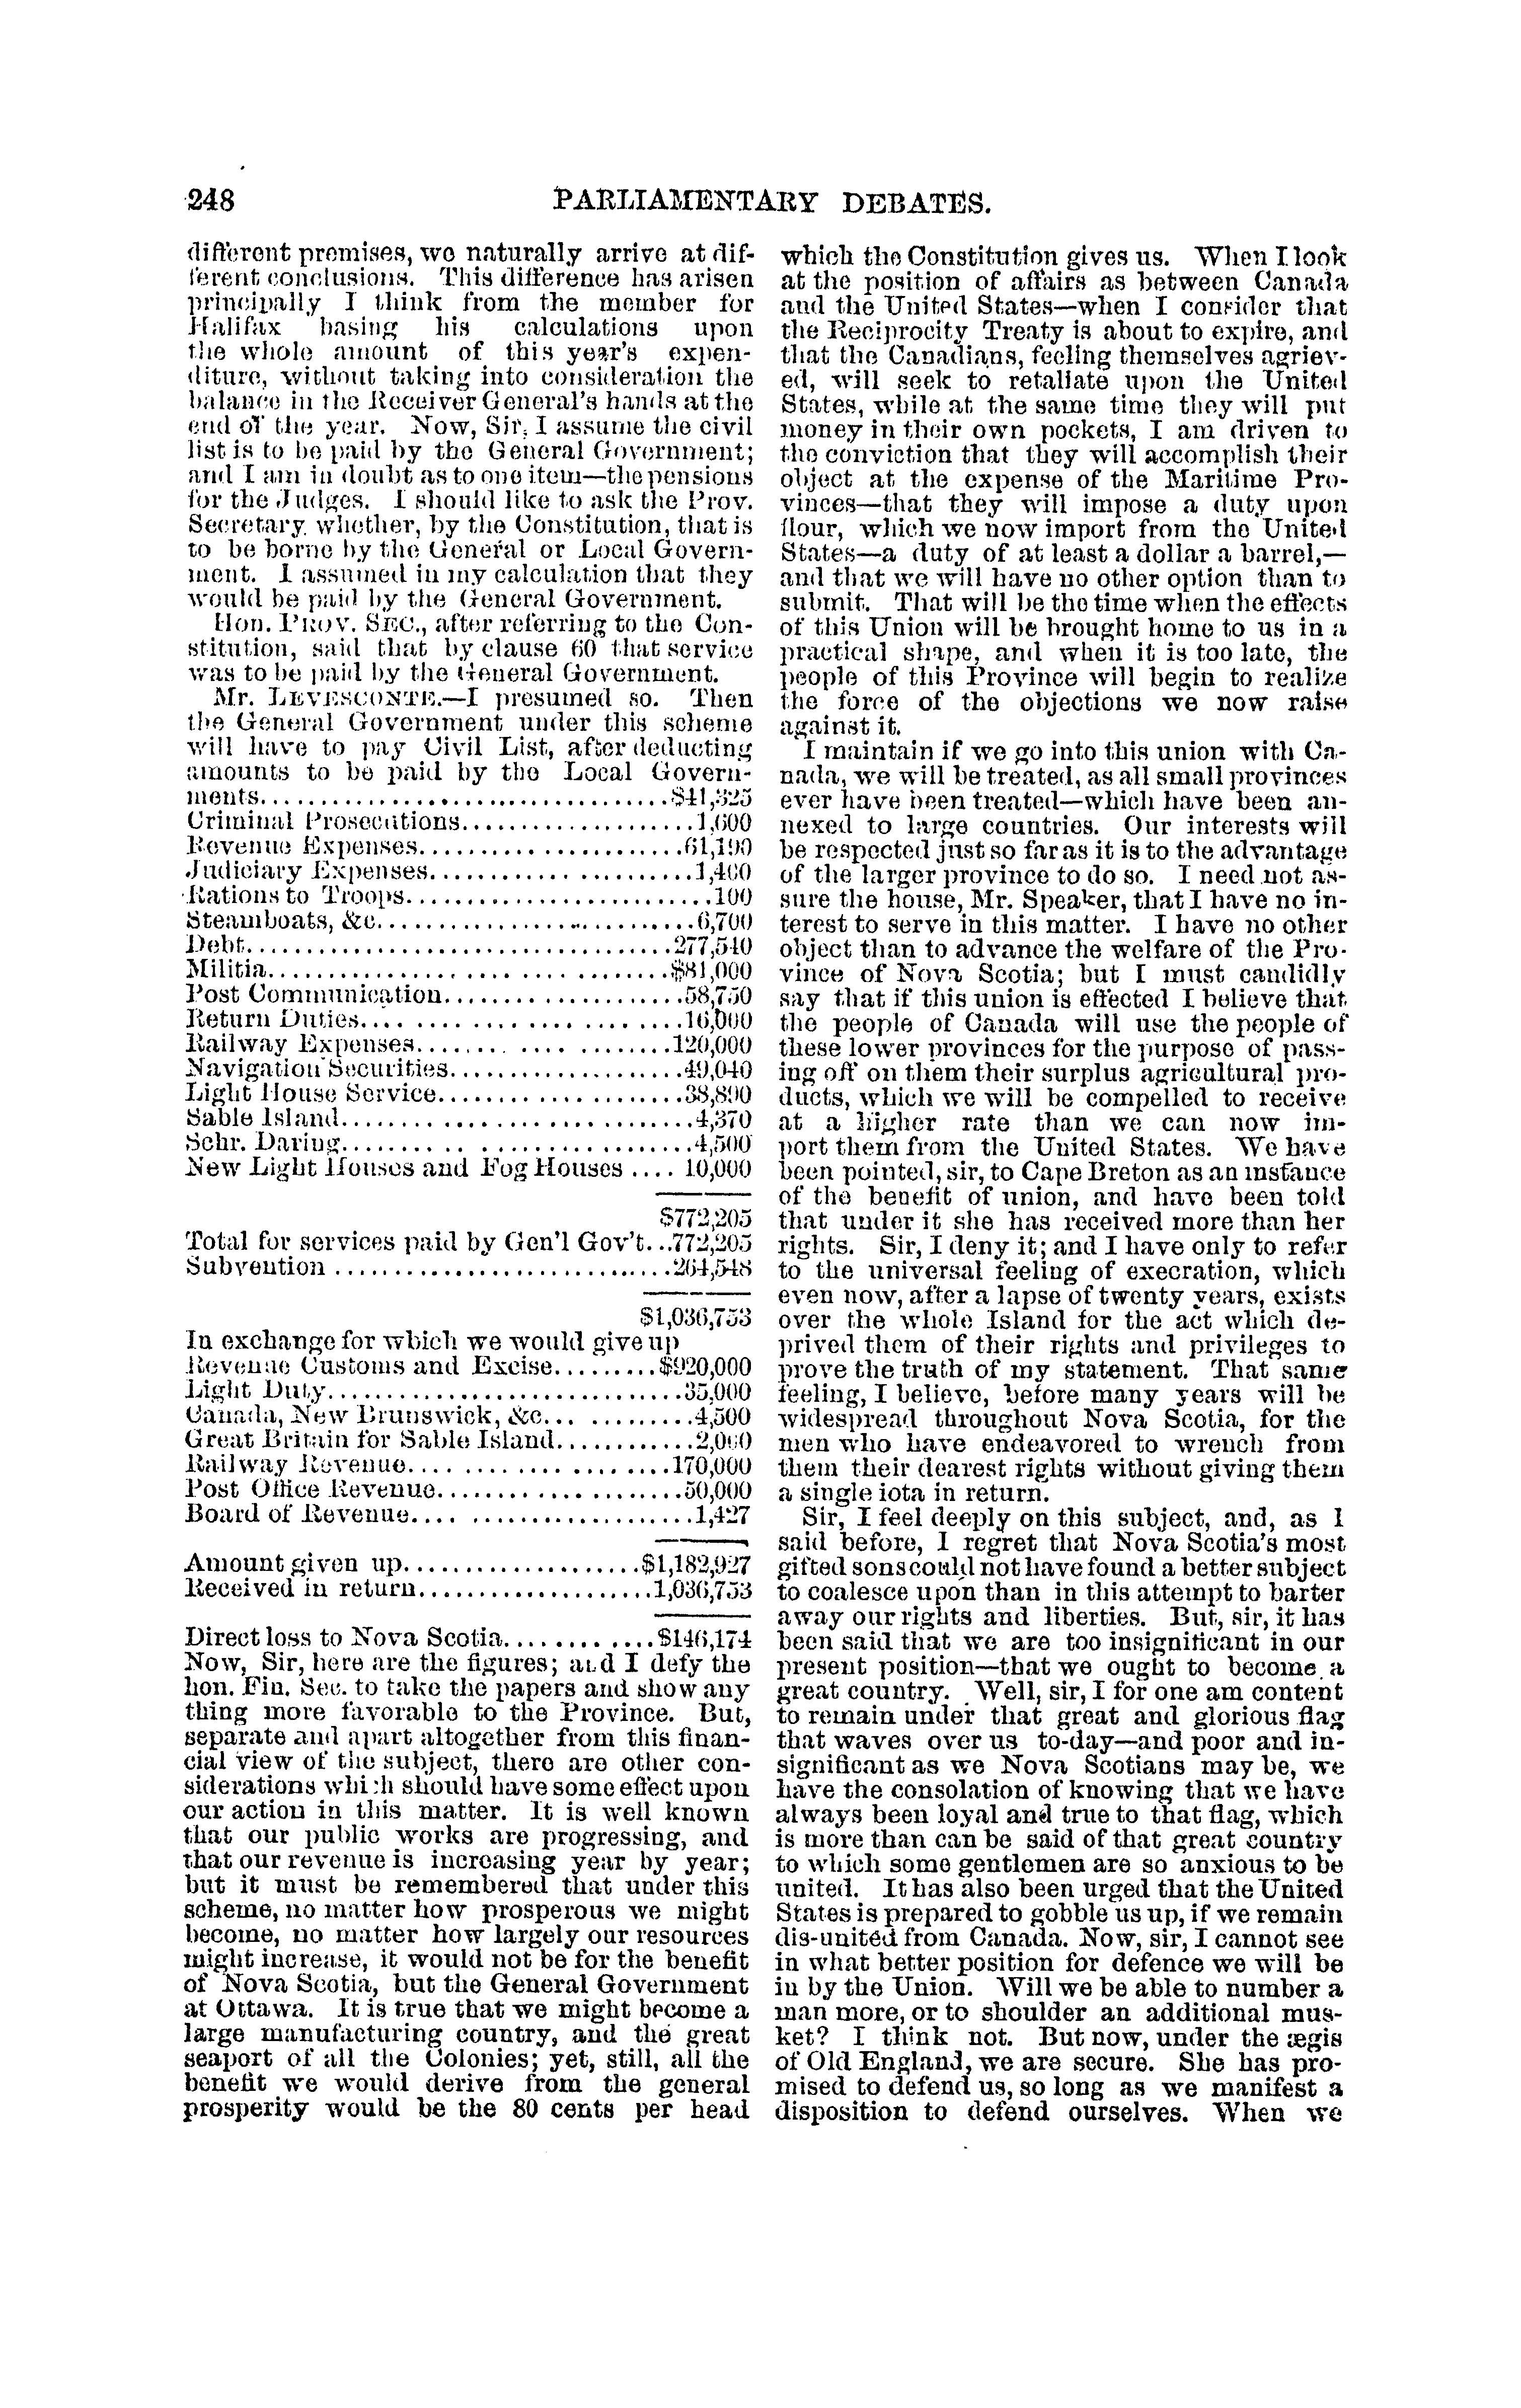 248
PARLIAMENTARY DEBATES.
different premises, we naturally arrive at dif-
ferent conclusions. This difference has arisen
principally I think from the member for
Halifax basing his calculations upon
the whole amount of this year's expen-
diture, without taking into consideration the
balance in the Receiver General's hands at the
end of the year. Now, Sir, I assume the civil
list is to be paid by the General Government;
and I am in doubt as to one item—the pensions
for the Judges. I should like to ask the Prov.
Secretary whether, by the Constitution, that is
to be borne by the General or Local Govern-
ment. I assumed in my calculation that they
would be paid by the General Government.
Hon. PROV. SEC., after referring to the Con-
stitution, said that by clause 60 that service
was to be paid by the General Government.
Mr. LEVESCONTE.—I presumed so. Then
the General Government under this scheme
will have to pay Civil List, after deducting
amounts to be paid by the Local Govern-
ments..................................$41,325
Criminal Prosecutions....................1,600
Revenue Expenses......................61,190
Judiciary Expenses......................1,400
Rations to Troops..........................100
Steamboats, &c...........................6,700
Debt....................................277,540
Militia..................................$81,000
Post Communication....................58,750
Return Duties...........................16,000
Railway Expenses.....................120,000
Navigation Securities....................49,040
Light House Service.....................38,890
Sable Island..............................4,370
Schr. Daring..............................4,500
New Light Houses and Fog Houses .... 10,000
$772,205
Total for services paid by Gen'l Gov't...772,205
Subvention ............................264,548
$1,036,753
In exchange for which we would give up
Revenue Customs and Excise.........$920,000
Light Duty..............................35,000
Canada, New Brunswick, &c.............4,500
Great Britain for Sable Island............2,000
Railway Revenue......................170,000
Post Office Revenue.....................50,000
Board of Revenue.......................1,427
Amount given up....................$1,182,927
Received in return....................1,036,753
Direct loss to Nova Scotia.............$146,174
Now, Sir, here are the figures; and I defy the
hon. Fin. Sec. to take the papers and show any
thing more favorable to the Province. But,
separate and apart altogether from this finan-
cial view of the subject, there are other con-
siderations which should have some effect upon
our action in this matter. It is well known
that our public works are progressing, and
that our revenue is increasing year by year;
but it must be remembered that under this
scheme, no matter how prosperous we might
become, no matter how largely our resources
might increase, it would not be for the benefit
of Nova Scotia, but the General Government
at Ottawa. It is true that we might become a
large manufacturing country, and the great
seaport of all the Colonies; yet, still, all the
benefit we would derive from the general
prosperity would be the 80 cents per head
which the Constitution gives us. When I look
at the position of affairs as between Canada
and the United States—when I consider that
the Reciprocity Treaty is about to expire, and
that the Canadians, feeling themselves agriev-
ed, will seek to retaliate upon the United
States, while at the same time they will put
money in their own pockets, I am driven to
the conviction that they will accomplish their
object at the expense of the Maritime Pro-
vinces—that they will impose a duty upon
flour, which we now import from the United
States—a duty of at least a dollar a barrel,—
and that we will have no other option than to
submit. That will be the time when the effects
of this Union will be brought home to us in a
practical shape, and when it is too late, the
people of this Province will begin to realize
the force of the objections we now raise
against it.
I maintain if we go into this union with Ca-
nada, we will be treated, as all small provinces
ever have been treated—which have been an-
nexed to large countries. Our interests will
be respected just so far as it is to the advantage
of the larger province to do so. I need not as-
sure the house, Mr. Speaker, that I have no in-
terest to serve in this matter. I have no other
object than to advance the welfare of the Pro-
vince of Nova Scotia; but I must candidly
say that if this union is effected I believe that
the people of Canada will use the people of
these lower provinces for the purpose of pass-
ing off on them their surplus agricultural pro-
ducts, which we will be compelled to receive
at a higher rate than we can now im-
port them from the United States. We have
been pointed, sir, to Cape Breton as an instance
of the benefit of union, and have been told
that under it she has received more than her
rights. Sir, I deny it; and I have only to refer
to the universal feeling of execration, which
even now, after a lapse of twenty years, exists
over the whole Island for the act which de-
prived them of their rights and privileges to
prove the truth of my statement. That same
feeling, I believe, before many years will be
widespread throughout Nova Scotia, for the
men who have endeavored to wrench from
them their dearest rights without giving them
a single iota in return.
Sir, I feel deeply on this subject, and, as I
said before, I regret that Nova Scotia's most
gifted sons could not have found a better subject
to coalesce upon than in this attempt to barter
away our rights and liberties. But, sir, it has
been said that we are too insignificant in our
present position—that we ought to become a
great country. Well, sir, I for one am content
to remain under that great and glorious flag
that waves over us to-day—and poor and in-
significant as we Nova Scotians may be, we
have the consolation of knowing that we have
always been loyal and true to that flag, which
is more than can be said of that great country
to which some gentlemen are so anxious to be
united. It has also been urged that the United
States is prepared to gobble us up, if we remain
dis-united from Canada. Now, sir, I cannot see
in what better position for defence we will be
in by the Union. Will we be able to number a
man more, or to shoulder an additional mus-
ket? I think not. But now, under the ægis
of Old England, we are secure. She has pro-
mised to defend us, so long as we manifest a
disposition to defend ourselves. When we